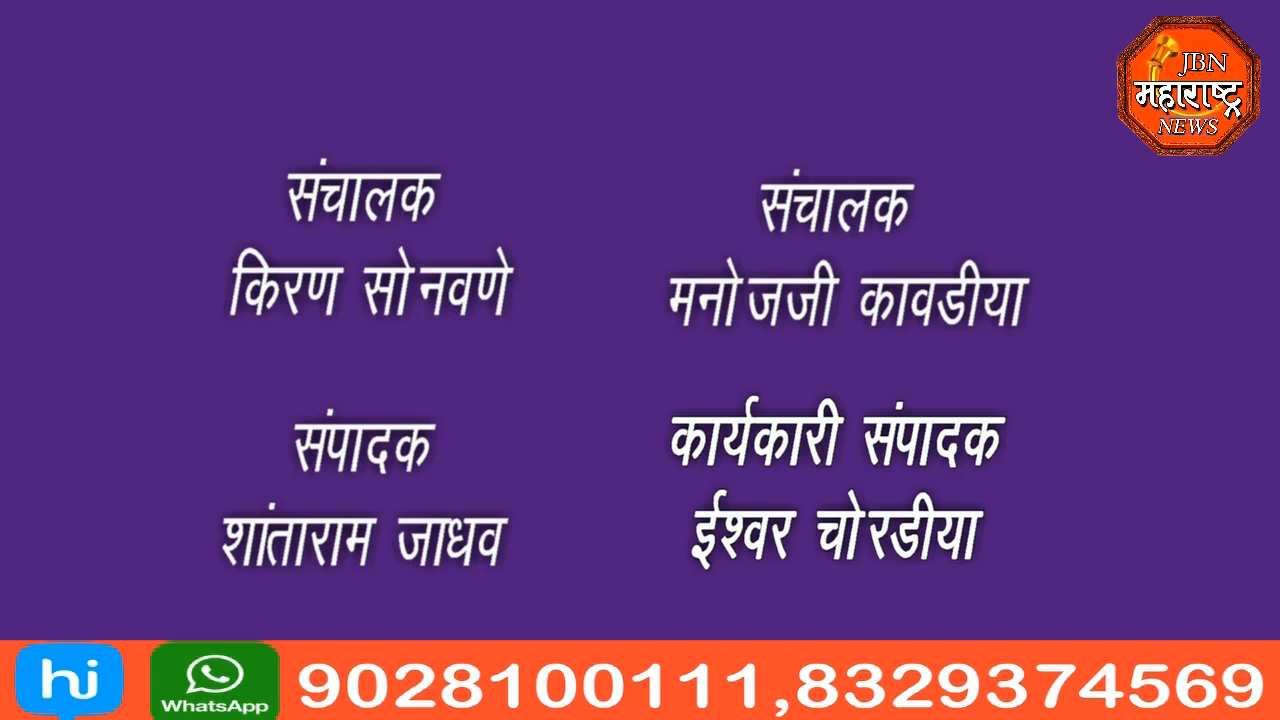 JBN
महाराष्ट्र
NEWS
संचालक
किरण सोनवणे
संचालक
मनोजजी कावडीया
संपादक
शांताराम जाधव
कार्यकारी संपादक
ईश्वर चोरडीया
hi
WhatsApp
9028100111,8329374569